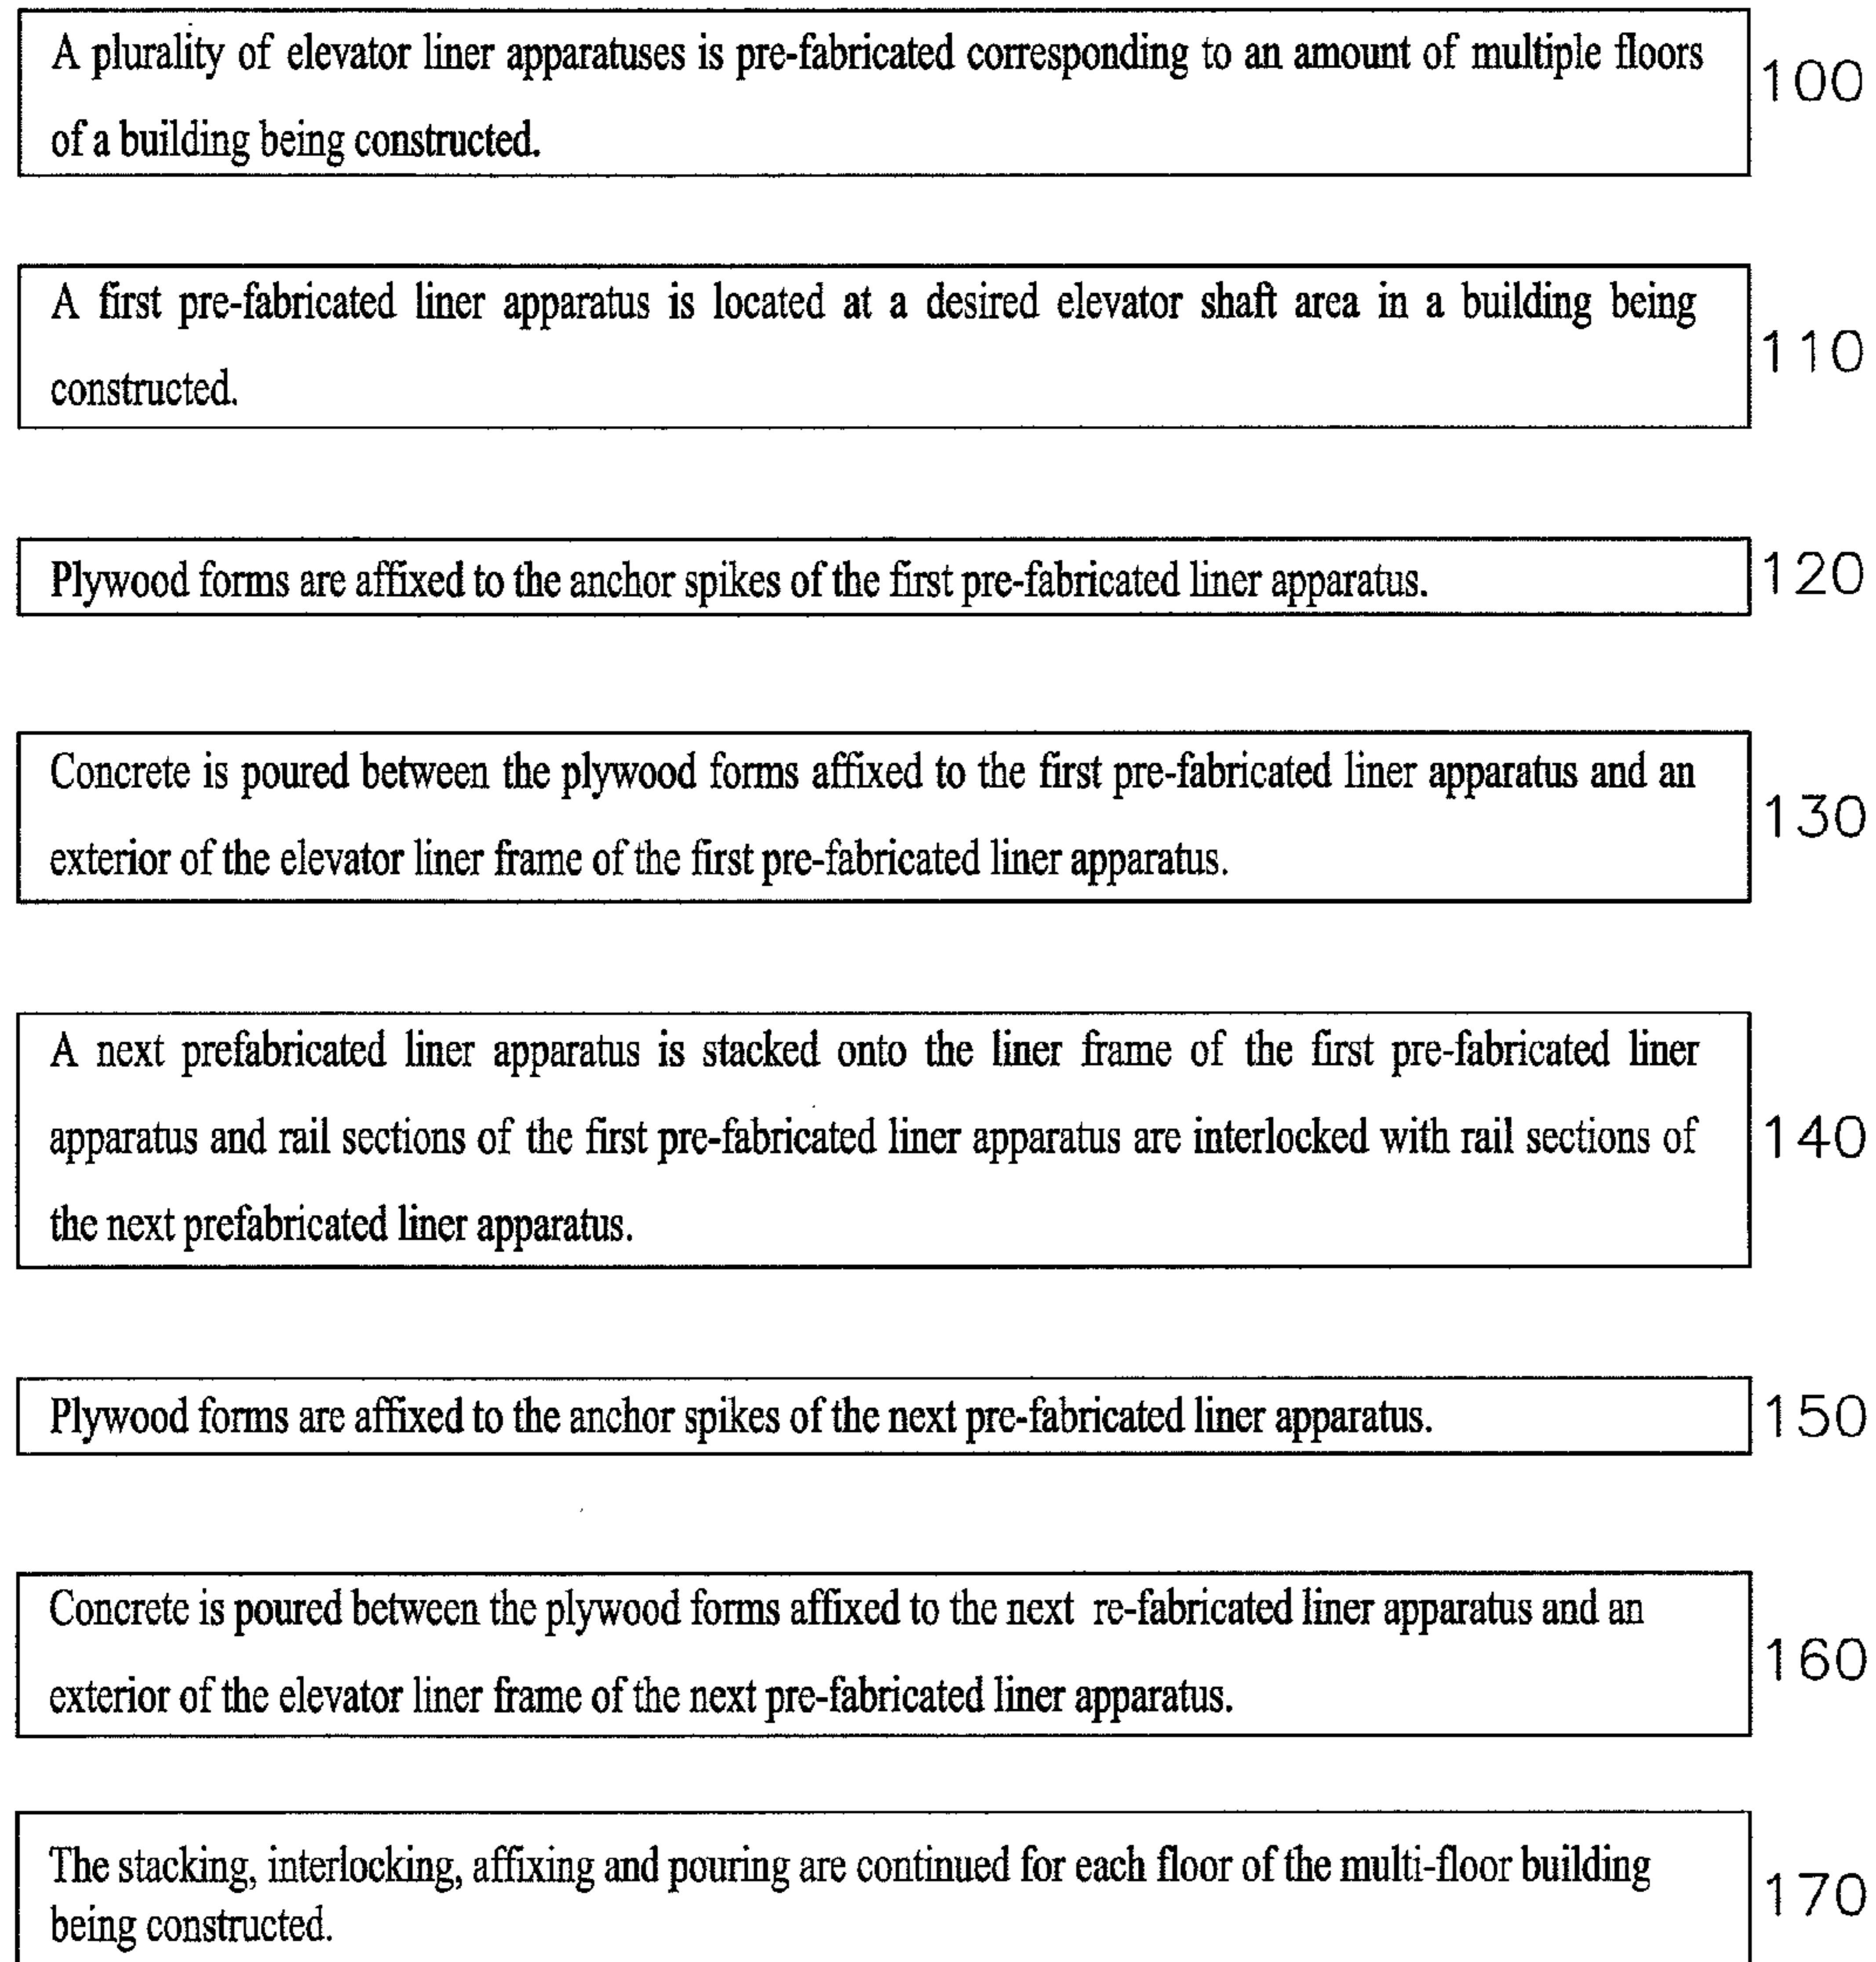 A plurality of elevator liner apparatuses is pre-fabricated corresponding to an amount of multiple floors
of a building being constructed.
100
A first pre-fabricated liner apparatus is located at a desired elevator shaft area in a building being
constructed.
110
Plywood forms are affixed to the anchor spikes of the first pre-fabricated liner apparatus.
120
Concrete is poured between the plywood forms affixed to the first pre-fabricated liner apparatus and an
exterior of the elevator liner frame of the first pre-fabricated liner apparatus.
130
A next prefabricated liner apparatus is stacked onto the liner frame of the first pre-fabricated liner
apparatus and rail sections of the first pre-fabricated liner apparatus are interlocked with rail sections of
the next prefabricated liner apparatus.
140
Plywood forms are affixed to the anchor spikes of the next pre-fabricated liner apparatus.
150
Concrete is poured between the plywood forms affixed to the next re-fabricated liner apparatus and an
exterior of the elevator liner frame of the next pre-fabricated liner apparatus.
160
The stacking, interlocking, affixing and pouring are continued for each floor of the multi-floor building
being constructed.
170